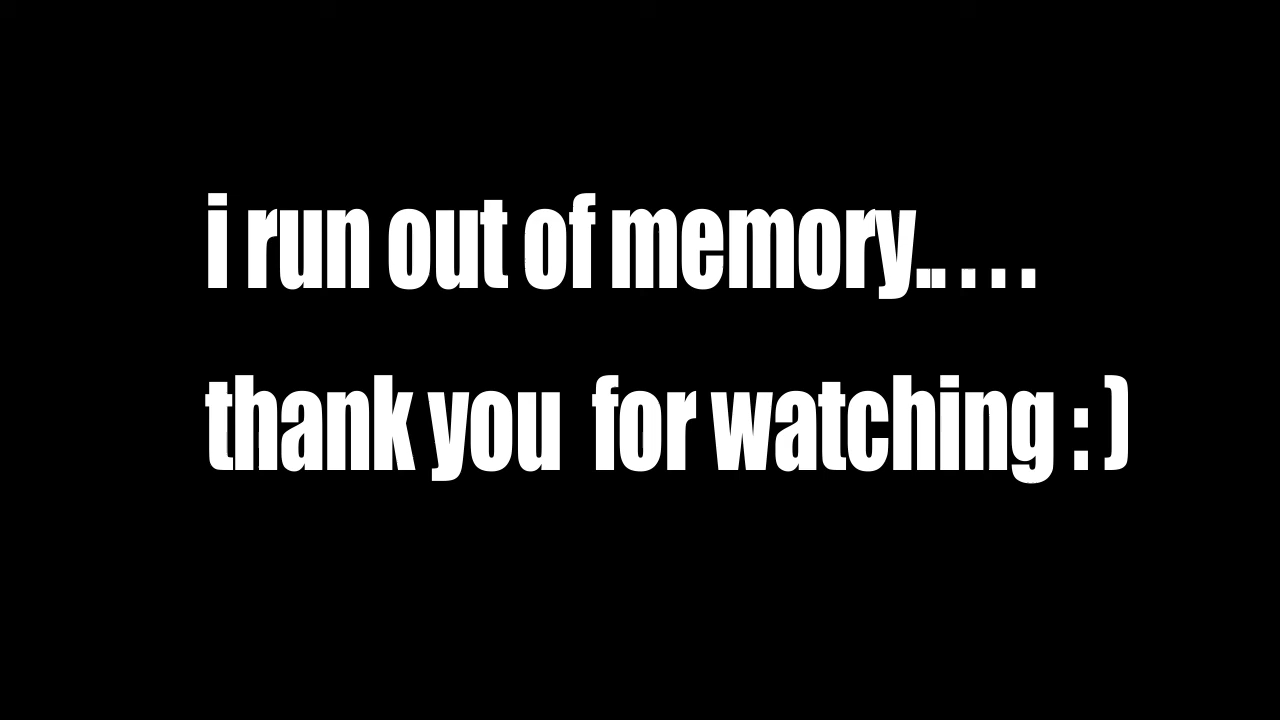 i run out of memory.. . . .
thank you  for watching : )